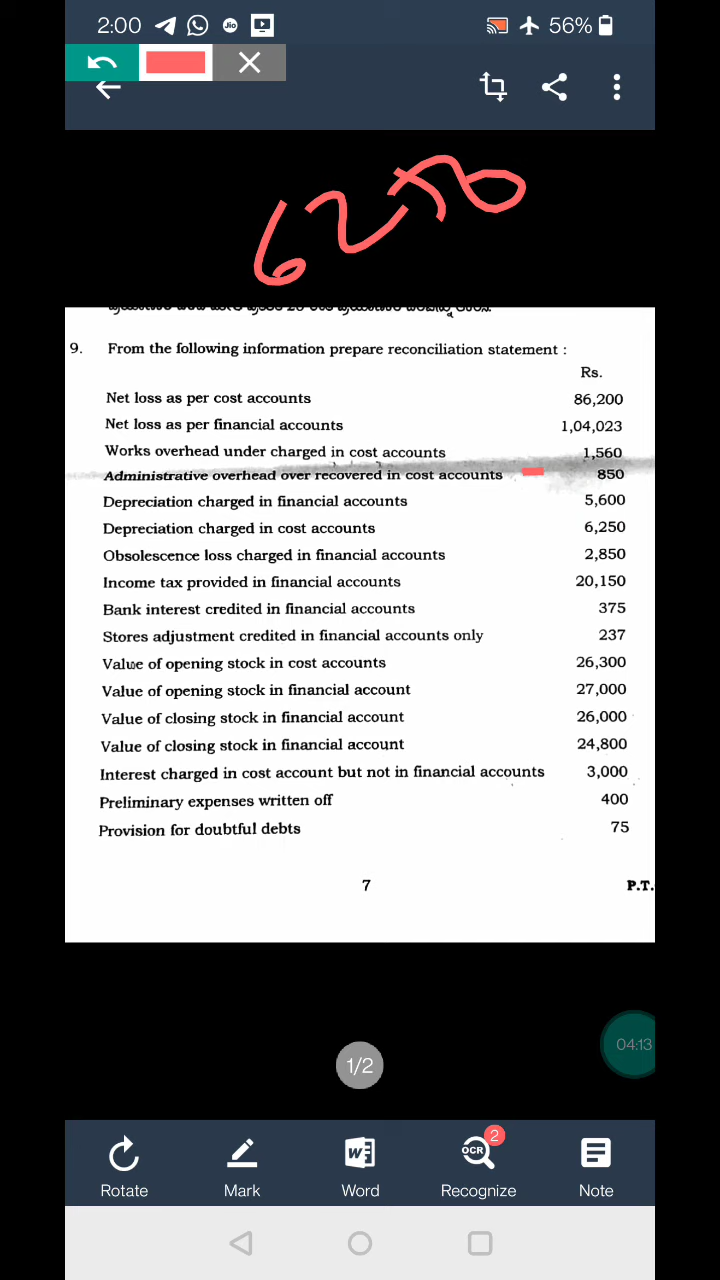 2:00 Jio 56%
6250
9. From the following information prepare reconciliation statement :
Rs.
Net loss as per cost accounts 86,200
Net loss as per financial accounts 1,04,023
Works overhead under charged in cost accounts 1,560
Administrative overhead over recovered in cost accounts 850
Depreciation charged in financial accounts 5,600
Depreciation charged in cost accounts 6,250
Obsolescence loss charged in financial accounts 2,850
Income tax provided in financial accounts 20,150
Bank interest credited in financial accounts 375
Stores adjustment credited in financial accounts only 237
Value of opening stock in cost accounts 26,300
Value of opening stock in financial account 27,000
Value of closing stock in financial account 26,000
Value of closing stock in financial account 24,800
Interest charged in cost account but not in financial accounts 3,000
Preliminary expenses written off 400
Provision for doubtful debts 75
7 P.T.
04:13
1/2
W OCR 2
Rotate Mark Word Recognize Note